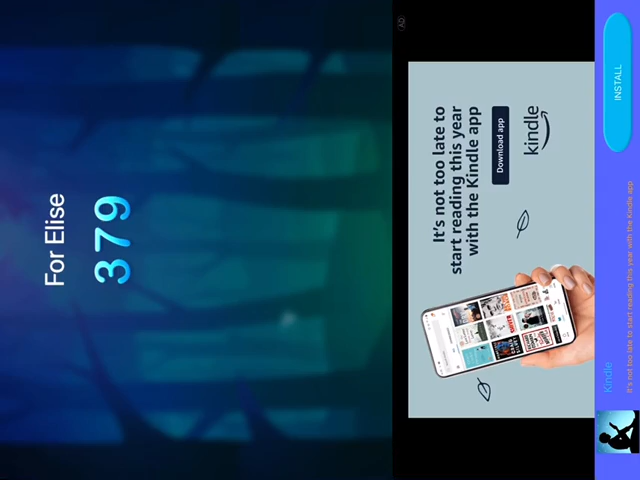 For Elise
379
AD
It's not too late to
start reading this year
with the Kindle app
Download app
kindle
Kindle
It's not too late to start reading this year with the Kindle app
INSTALL